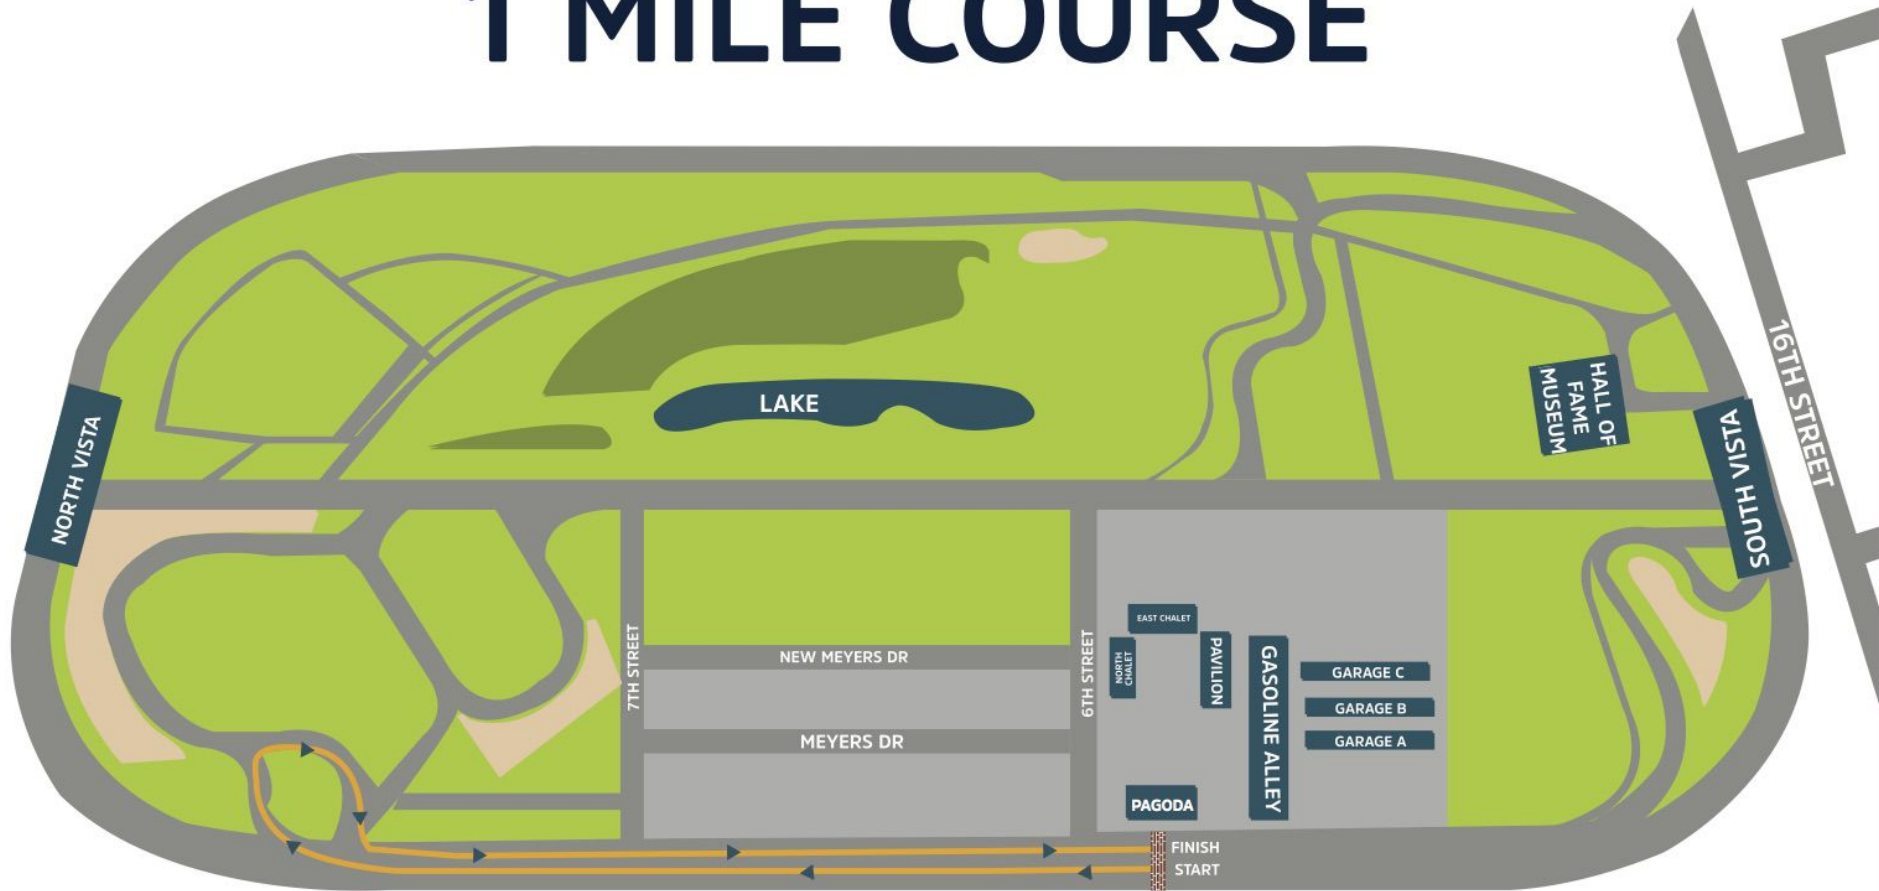 1 MILE COURSE
16TH STREET
LAKE
HALL OF
FAME
MUSEUM
NORTH VISTA
SOUTH VISTA
7TH STREET
NEW MEYERS DR
MEYERS DR
6TH STREET
EAST CHALET
NORTH
CHALET
PAVILION
GASOLINE ALLEY
GARAGE C
GARAGE B
GARAGE A
PAGODA
FINISH
START